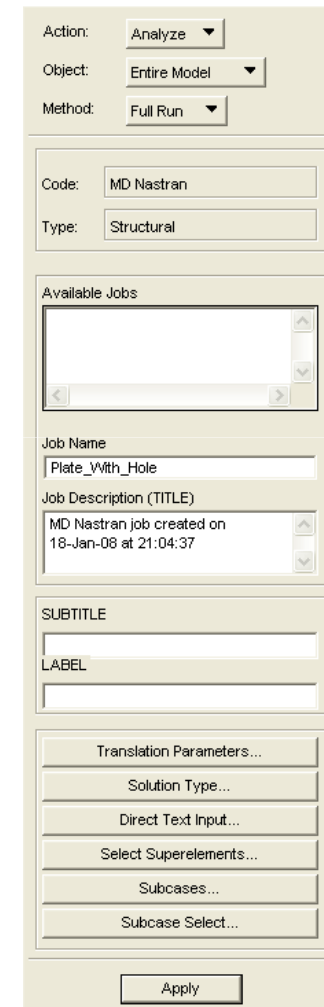 Action: Analyze
Object: Entire Model
Method: Full Run
Code: MD Nastran
Type: Structural
Available Jobs
Job Name
Plate_With_Hole
Job Description (TITLE)
MD Nastran job created on
18-Jan-08 at 21:04:37
SUBTITLE
LABEL
Translation Parameters...
Solution Type...
Direct Text Input...
Select Superelements...
Subcases...
Subcase Select...
Apply